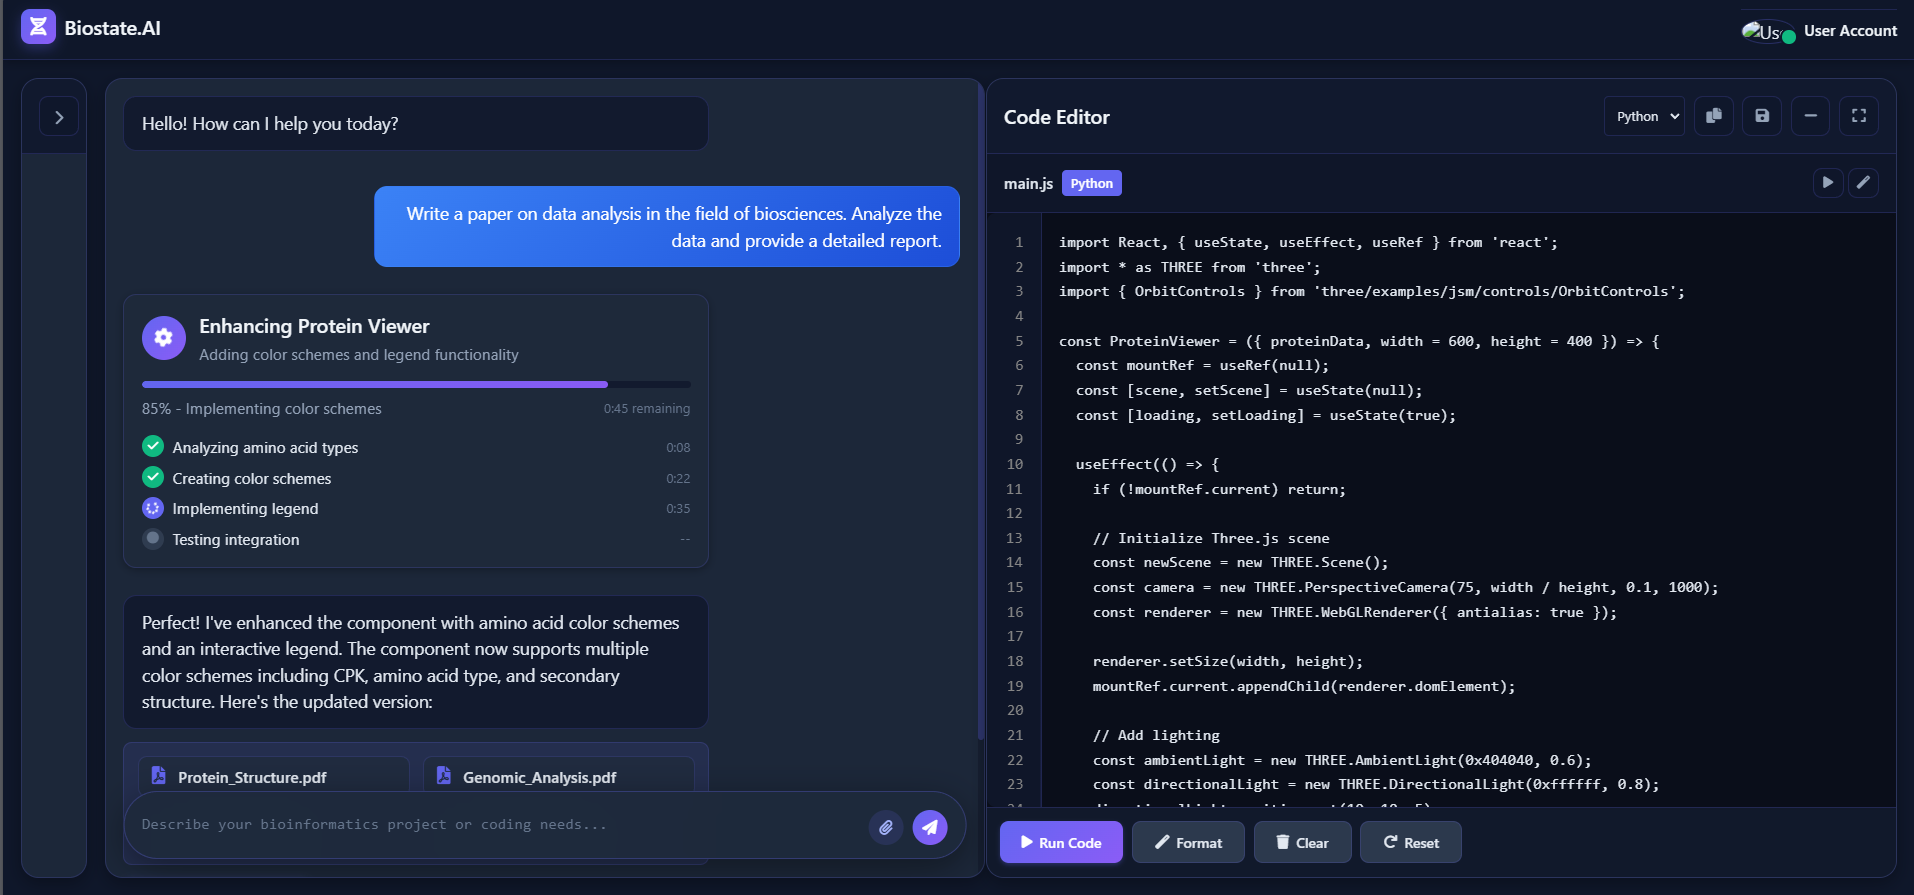 Biostate.AI
User Account
Hello! How can I help you today?
Write a paper on data analysis in the field of biosciences. Analyze the
data and provide a detailed report.
Enhancing Protein Viewer
Adding color schemes and legend functionality
85% - Implementing color schemes 0:45 remaining
Analyzing amino acid types 0:08
Creating color schemes 0:22
Implementing legend 0:35
Testing integration --
Perfect! I've enhanced the component with amino acid color schemes
and an interactive legend. The component now supports multiple
color schemes including CPK, amino acid type, and secondary
structure. Here's the updated version:
Protein_Structure.pdf Genomic_Analysis.pdf
Describe your bioinformatics project or coding needs...
Code Editor
Python
main.js Python
1 import React, { useState, useEffect, useRef } from 'react';
2 import * as THREE from 'three';
3 import { OrbitControls } from 'three/examples/jsm/controls/OrbitControls';
4
5 const ProteinViewer = ({ proteinData, width = 600, height = 400 }) => {
6 const mountRef = useRef(null);
7 const [scene, setScene] = useState(null);
8 const [loading, setLoading] = useState(true);
9
10 useEffect(() => {
11 if (!mountRef.current) return;
12
13 // Initialize Three.js scene
14 const newScene = new THREE.Scene();
15 const camera = new THREE.PerspectiveCamera(75, width / height, 0.1, 1000);
16 const renderer = new THREE.WebGLRenderer({ antialias: true });
17
18 renderer.setSize(width, height);
19 mountRef.current.appendChild(renderer.domElement);
20
21 // Add lighting
22 const ambientLight = new THREE.AmbientLight(0x404040, 0.6);
23 const directionalLight = new THREE.DirectionalLight(0xffffff, 0.8);
Run Code Format Clear Reset